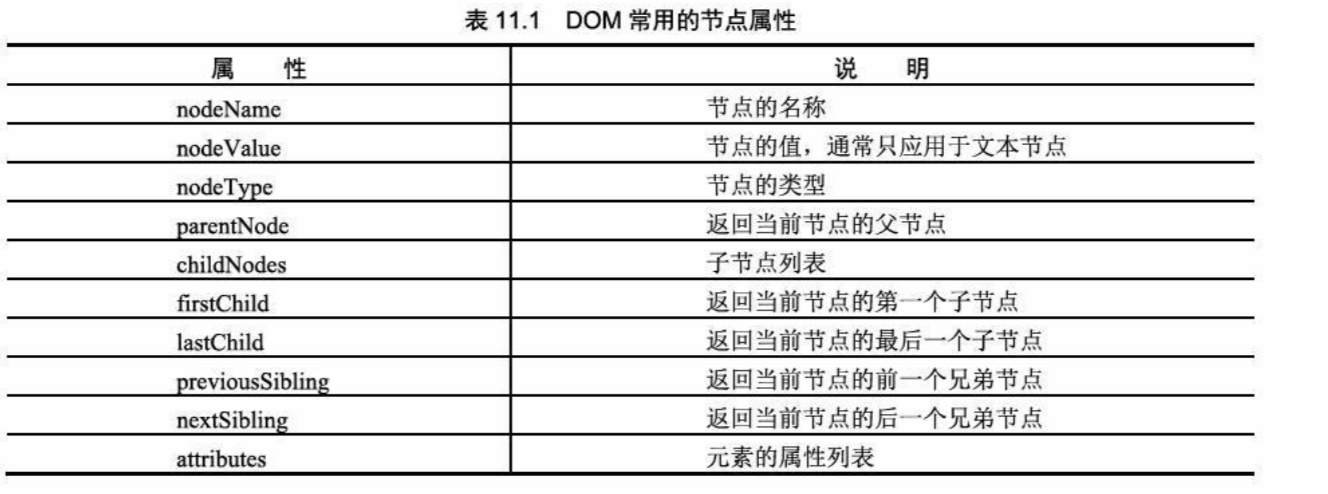 表 11.1 DOM 常用的节点属性
属 性 说 明
nodeName 节点的名称
nodeValue 节点的值，通常只应用于文本节点
nodeType 节点的类型
parentNode 返回当前节点的父节点
childNodes 子节点列表
firstChild 返回当前节点的第一个子节点
lastChild 返回当前节点的最后一个子节点
previousSibling 返回当前节点的前一个兄弟节点
nextSibling 返回当前节点的后一个兄弟节点
attributes 元素的属性列表